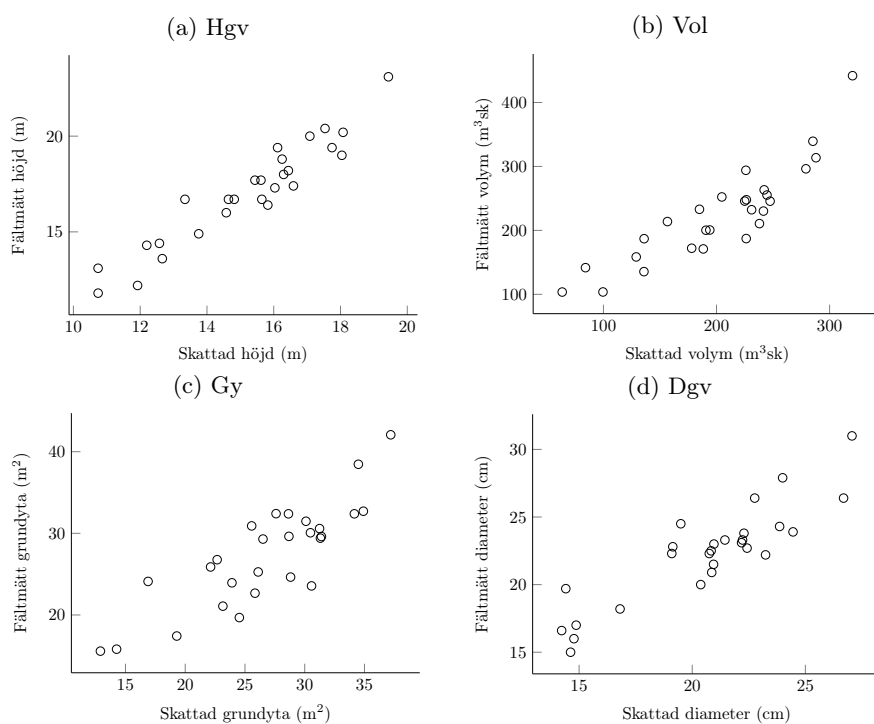 (a) Hgv
Fältmätt höjd (m)
20
15
10 12 14 16 18 20
Skattad höjd (m)
(b) Vol
Fältmätt volym (m³sk)
400
300
200
100
100 200 300
Skattad volym (m³sk)
(c) Gy
Fältmätt grundyta (m²)
40
30
20
15 20 25 30 35
Skattad grundyta (m²)
(d) Dgv
Fältmätt diameter (cm)
30
25
20
15
15 20 25
Skattad diameter (cm)